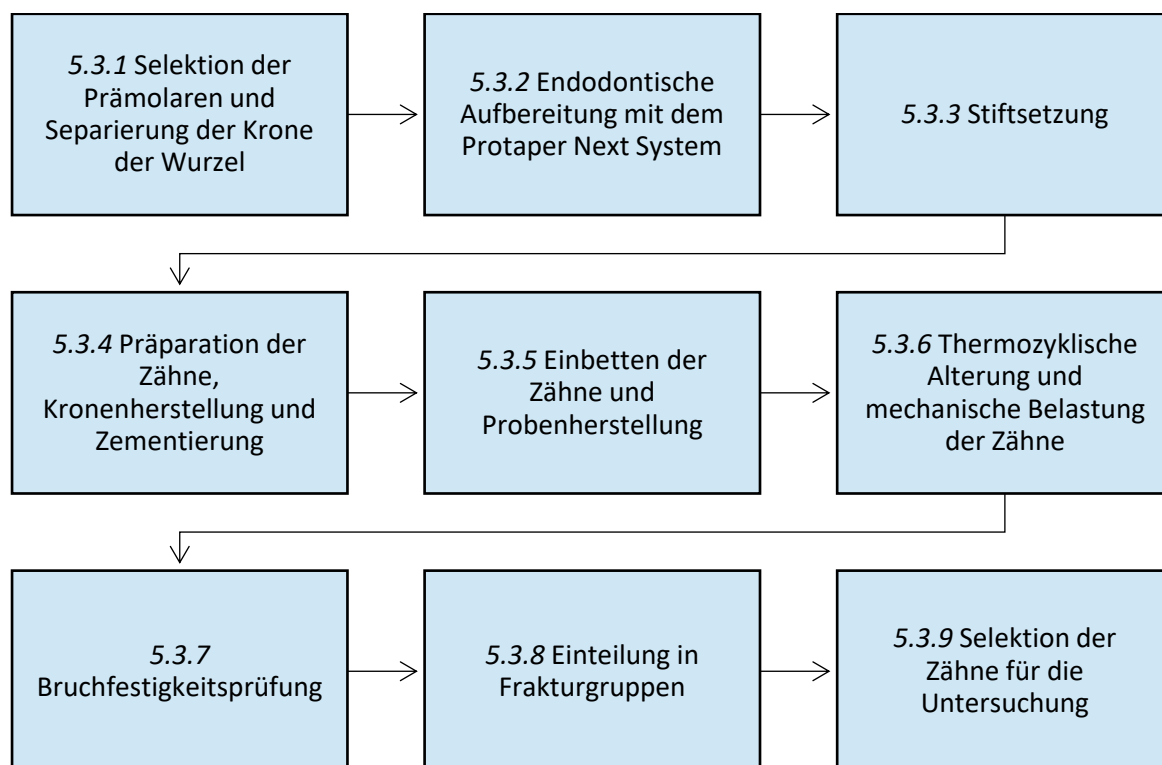 5.3.1 Selektion der
Prämolaren und
Separierung der Krone
der Wurzel
5.3.2 Endodontische
Aufbereitung mit dem
Protaper Next System
5.3.3 Stiftsetzung
5.3.4 Präparation der
Zähne,
Kronenherstellung und
Zementierung
5.3.5 Einbetten der
Zähne und
Probenherstellung
5.3.6 Thermozyklische
Alterung und
mechanische Belastung
der Zähne
5.3.7
Bruchfestigkeitsprüfung
5.3.8 Einteilung in
Frakturgruppen
5.3.9 Selektion der
Zähne für die
Untersuchung